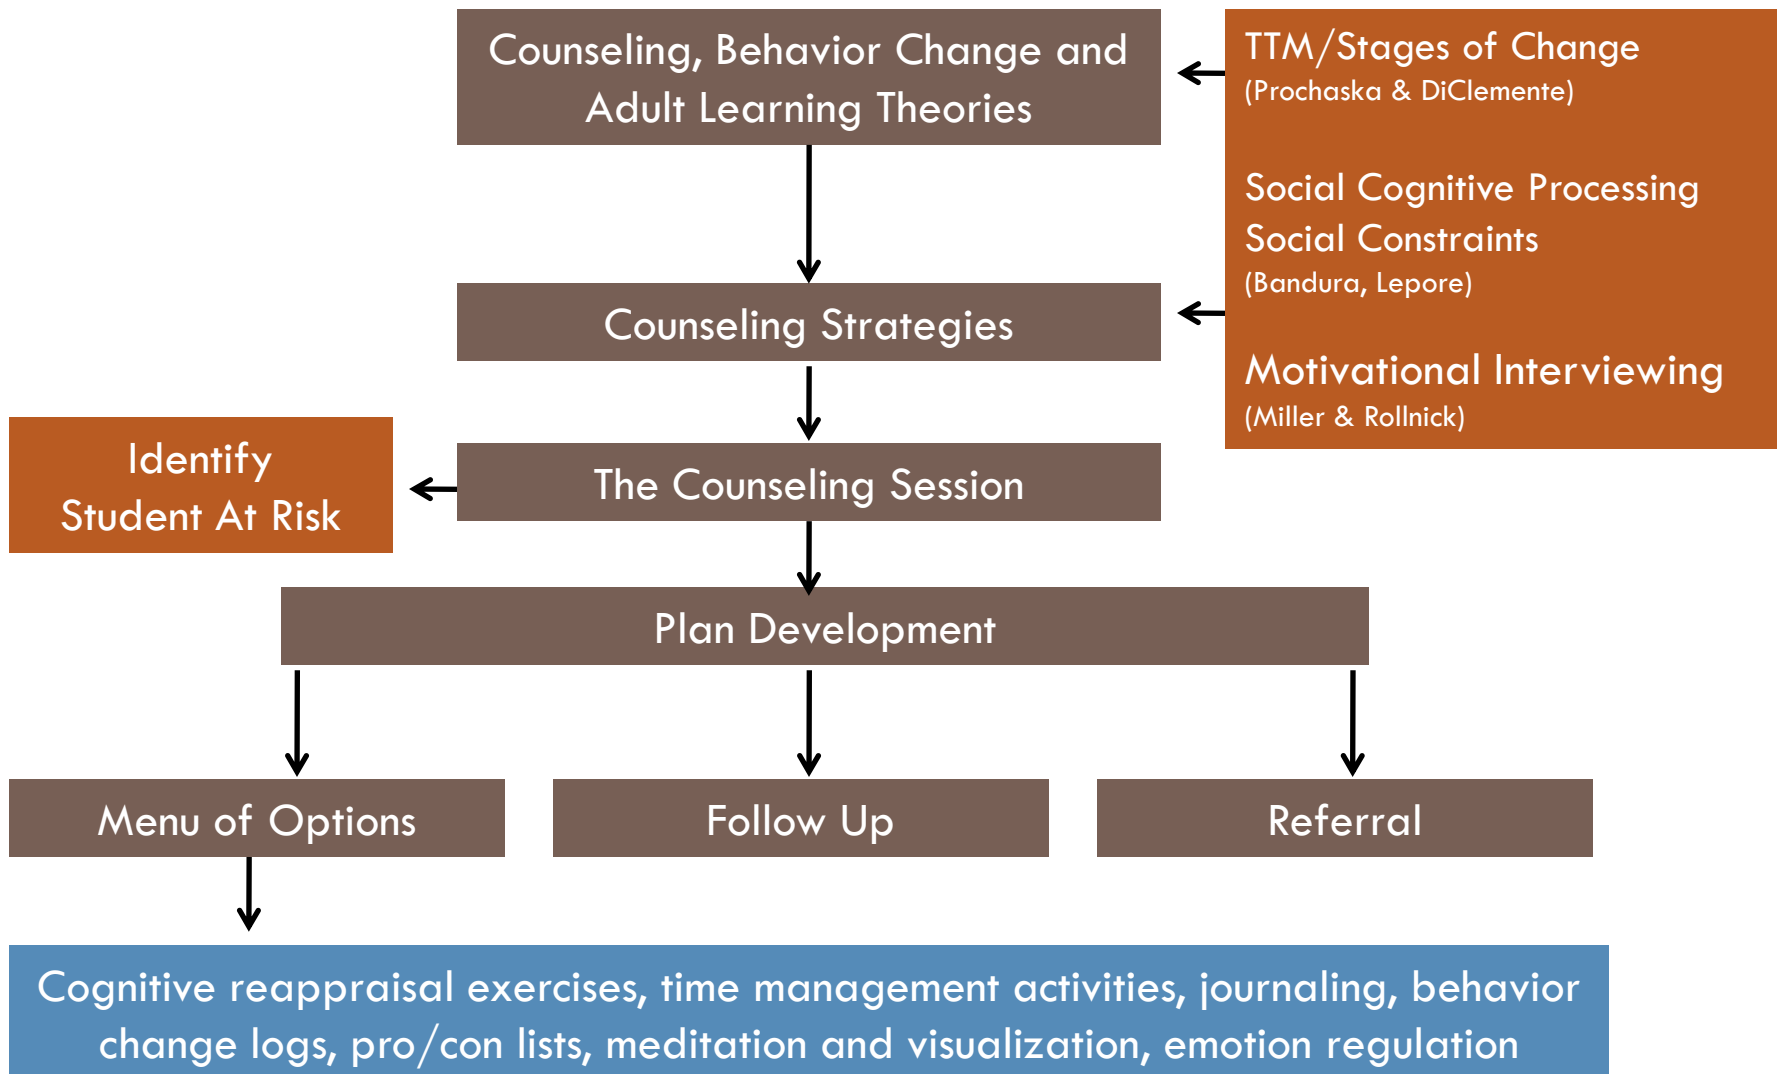 Counseling, Behavior Change and
Adult Learning Theories
TTM/Stages of Change
(Prochaska & DiClemente)
Social Cognitive Processing
Social Constraints
(Bandura, Lepore)
Motivational Interviewing
(Miller & Rollnick)
Counseling Strategies
The Counseling Session
Identify
Student At Risk
Plan Development
Menu of Options
Follow Up
Referral
Cognitive reappraisal exercises, time management activities, journaling, behavior
change logs, pro/con lists, meditation and visualization, emotion regulation